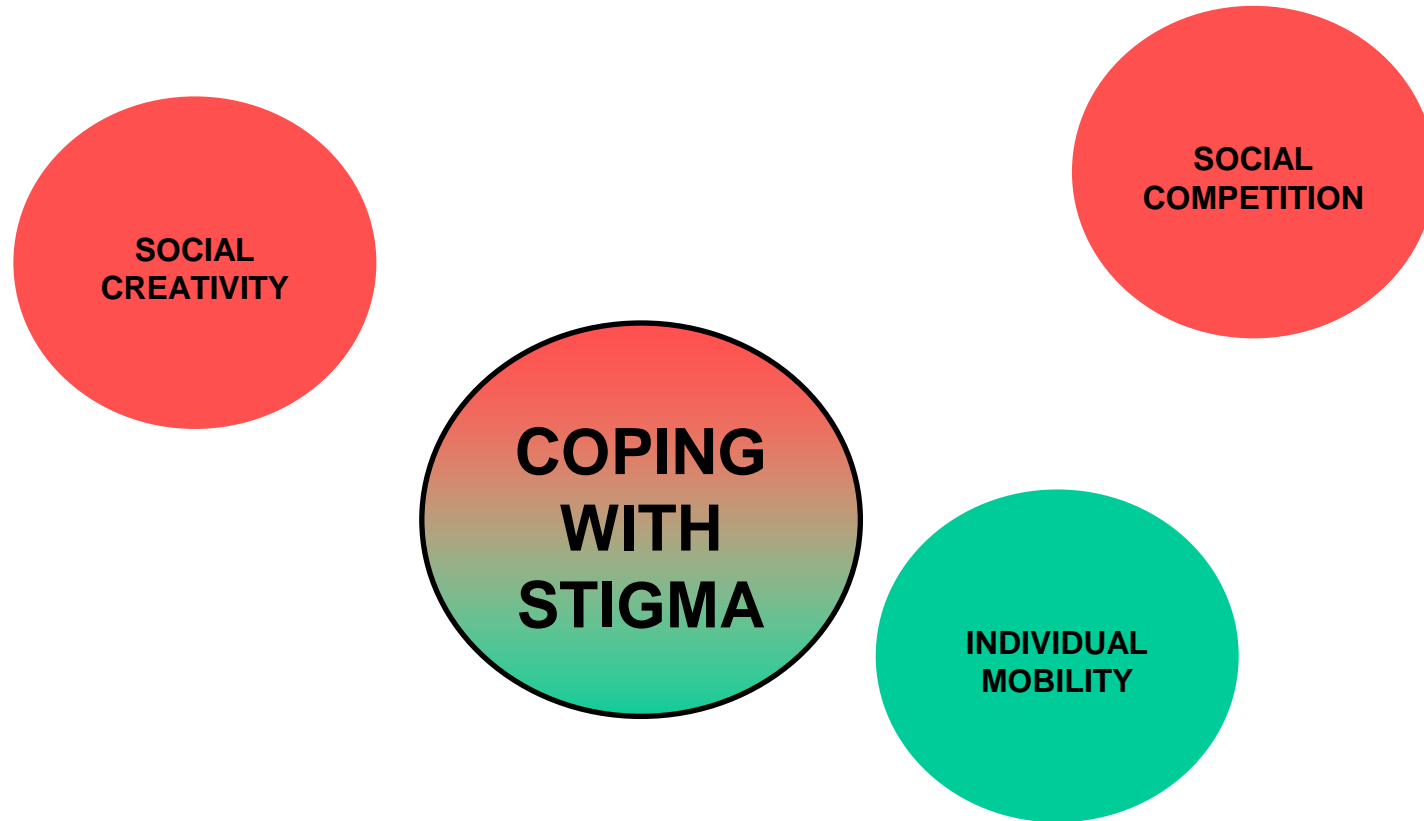 SOCIAL
COMPETITION
SOCIAL
CREATIVITY
COPING
WITH
STIGMA
INDIVIDUAL
MOBILITY